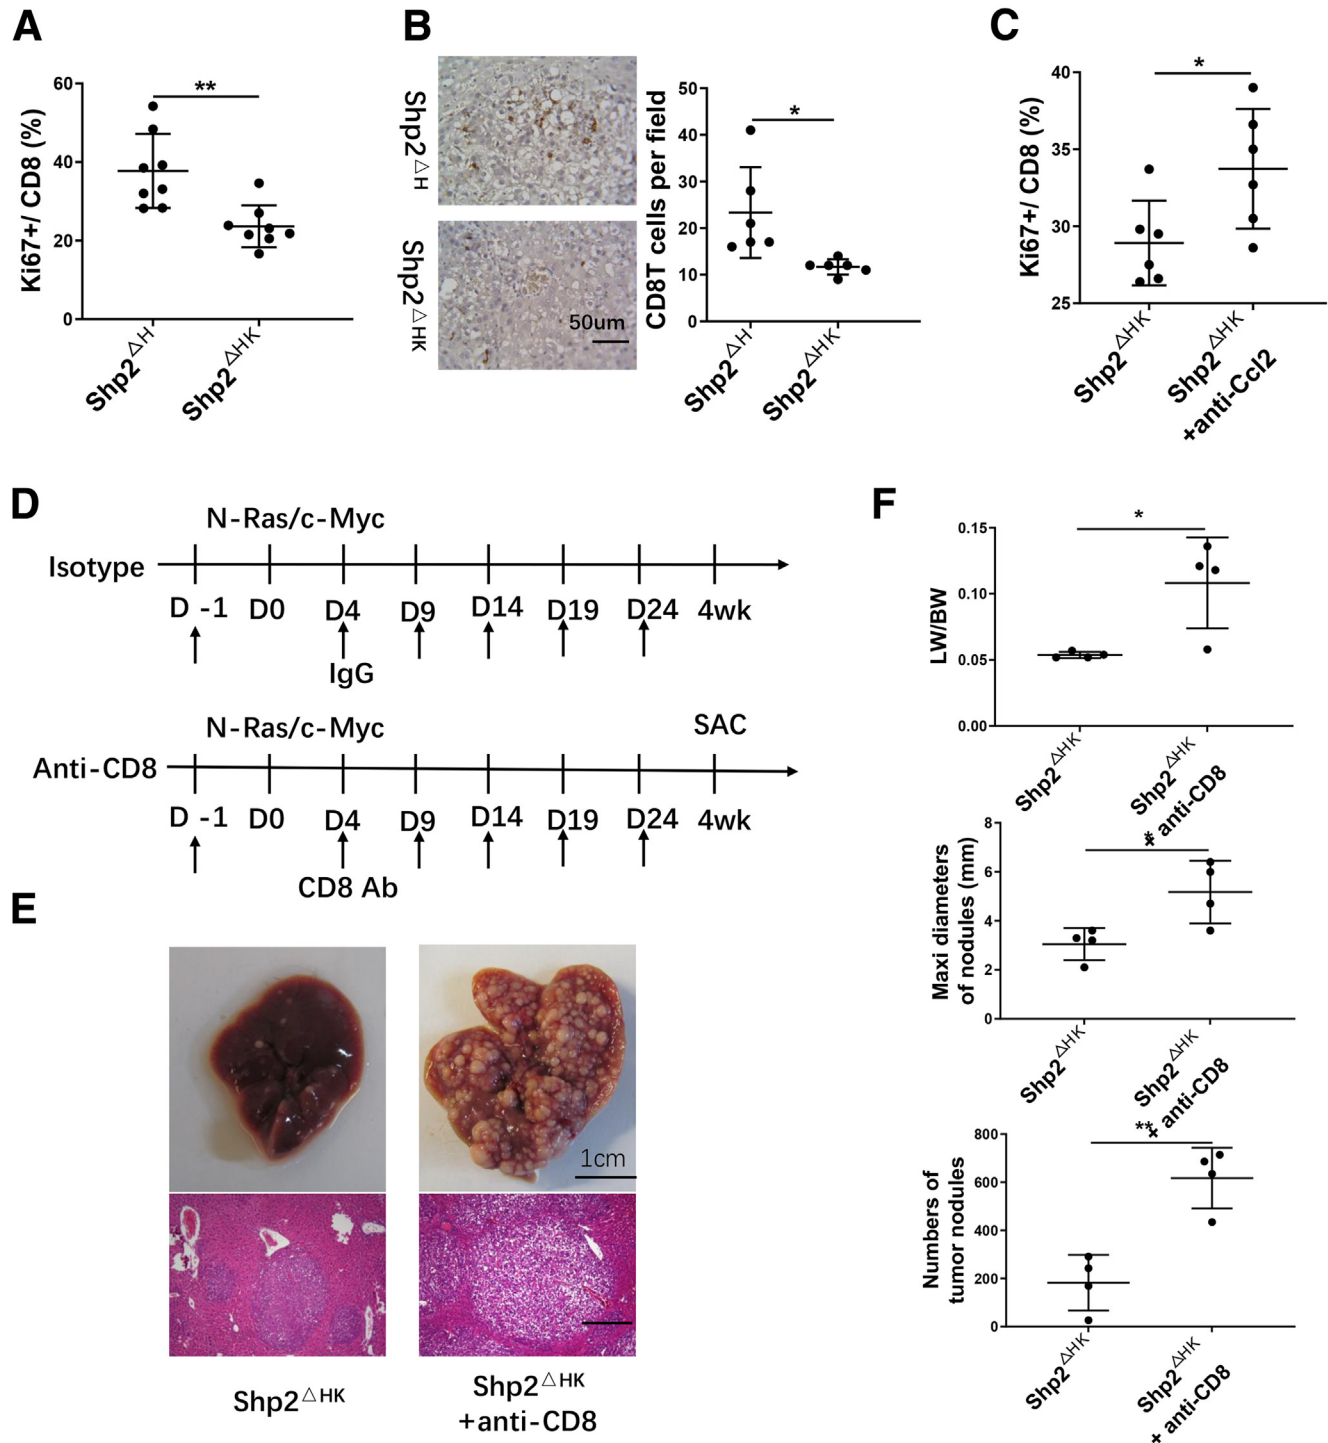 A
Ki67+/ CD8 (%)
60
40
20
0
**
Shp2△H
Shp2△HK
B
Shp2△H
Shp2△HK
50um
CD8T cells per field
50
40
30
20
10
0
*
Shp2△H
Shp2△HK
C
Ki67+/ CD8 (%)
40
35
30
25
*
Shp2△HK
Shp2△HK
+anti-Ccl2
D
N-Ras/c-Myc
Isotype
D -1 D0 D4 D9 D14 D19 D24 4wk
IgG
N-Ras/c-Myc SAC
Anti-CD8
D -1 D0 D4 D9 D14 D19 D24 4wk
CD8 Ab
E
1cm
Shp2△HK
Shp2△HK
+anti-CD8
F
LW/BW
0.15
0.10
0.05
0.00
*
Shp2△HK
Shp2△HK
+ anti-CD8
Maxi diameters
of nodules (mm)
8
6
4
2
0
*
Shp2△HK
Shp2△HK
+ anti-CD8
Numbers of
tumor nodules
800
600
400
200
0
**
Shp2△HK
Shp2△HK
+ anti-CD8